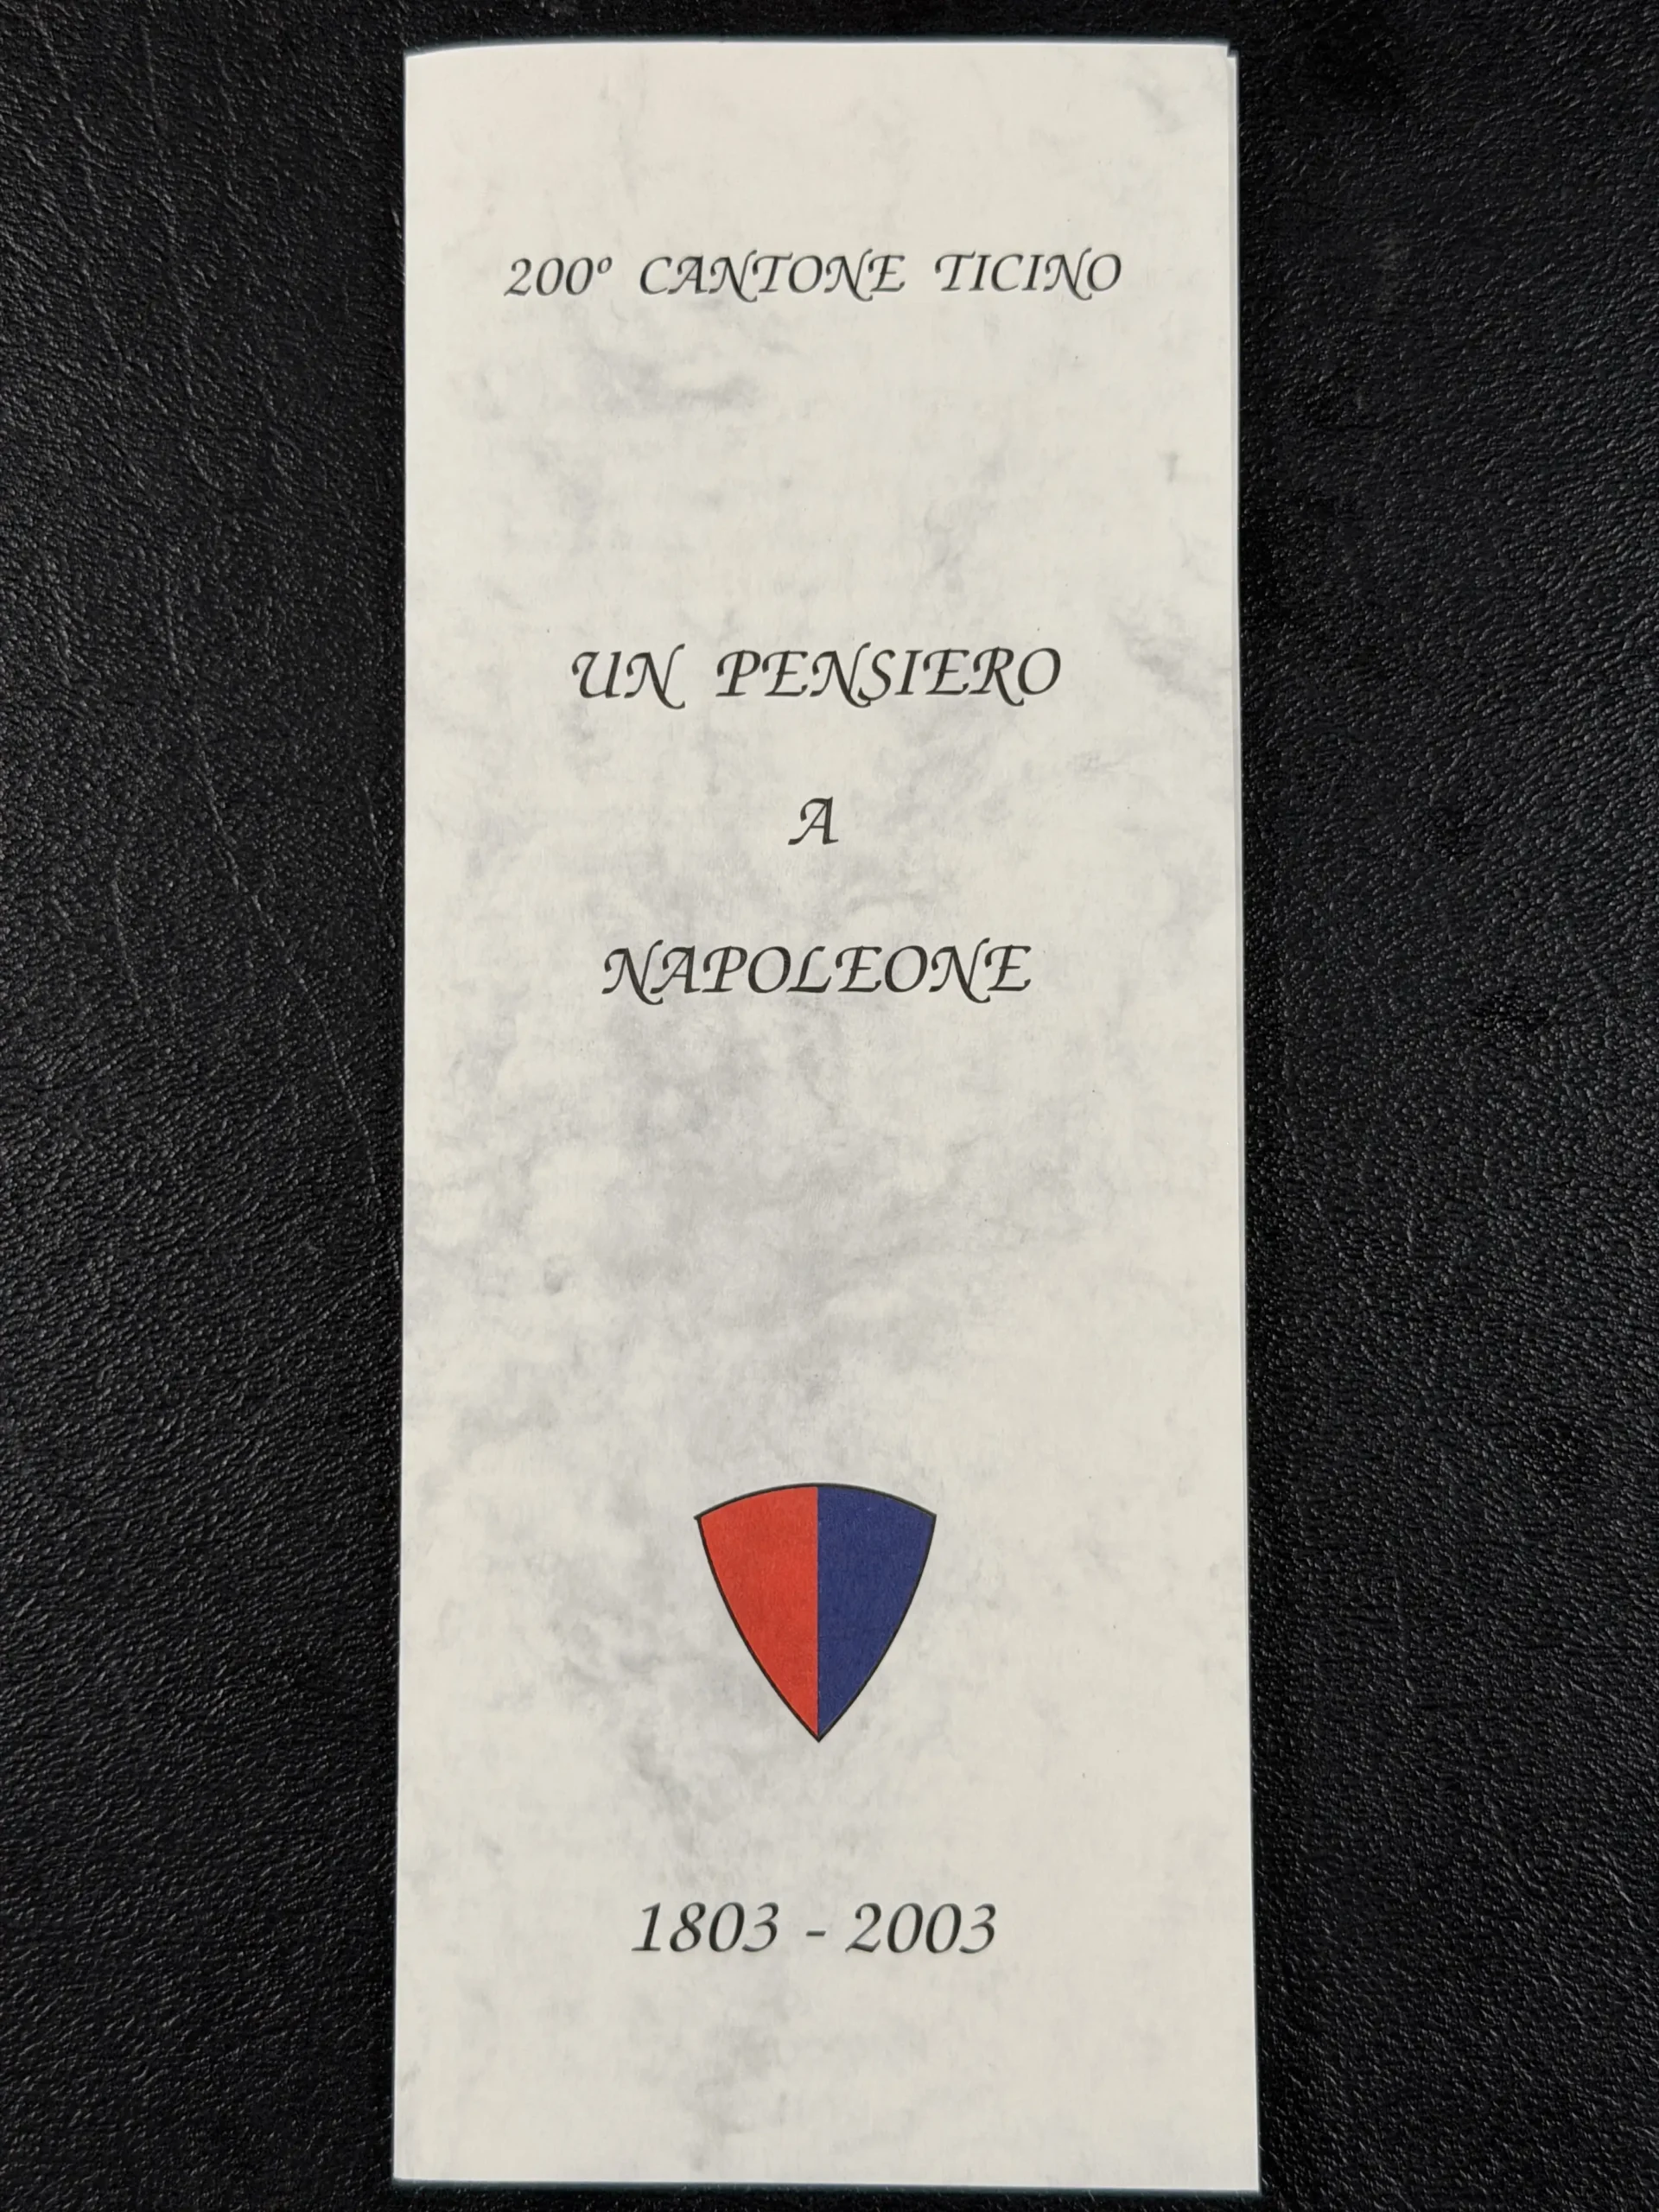 200º CANTONE TICINO
UN PENSIERO
A
NAPOLEONE
1803 - 2003